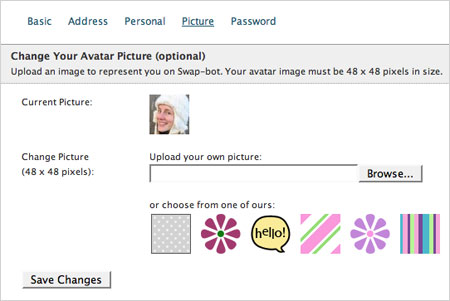 Basic Address Personal Picture Password
Change Your Avatar Picture (optional)
Upload an image to represent you on Swap-bot. Your avatar image must be 48 x 48 pixels in size.
Current Picture:
Change Picture Upload your own picture:
(48 x 48 pixels): Browse...
or choose from one of ours:
hello!
Save Changes